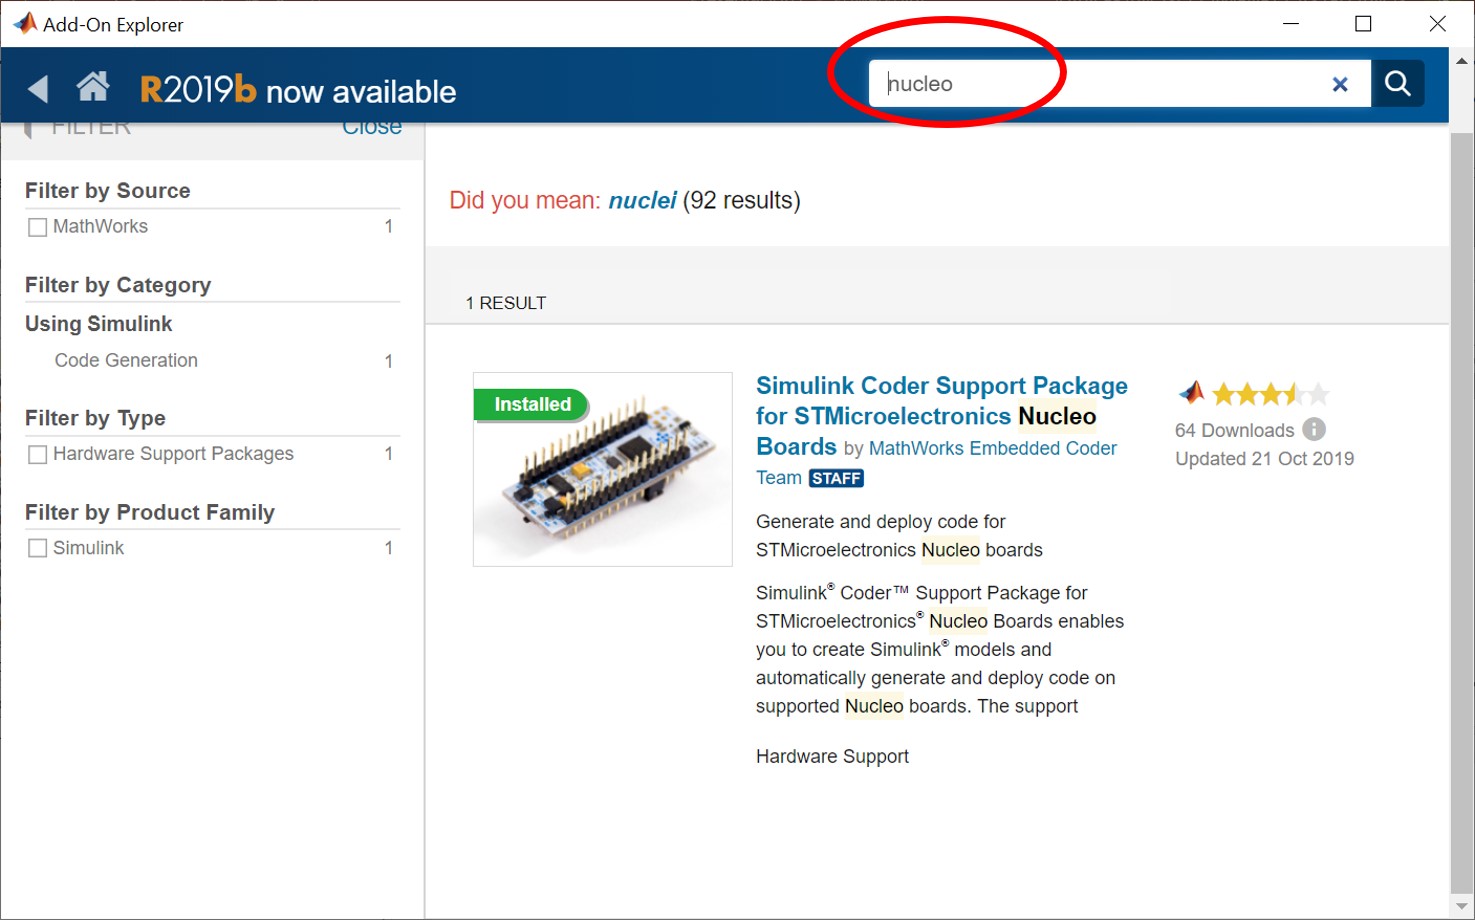 Add-On Explorer
R2019b now available
nucleo
FILTER
Close
Filter by Source
MathWorks 1
Filter by Category
Using Simulink
Code Generation 1
Filter by Type
Hardware Support Packages 1
Filter by Product Family
Simulink 1
Did you mean: nuclei (92 results)
1 RESULT
Installed
Simulink Coder Support Package
for STMicroelectronics Nucleo
Boards by MathWorks Embedded Coder
Team STAFF
Generate and deploy code for
STMicroelectronics Nucleo boards
Simulink® Coder™ Support Package for
STMicroelectronics® Nucleo Boards enables
you to create Simulink® models and
automatically generate and deploy code on
supported Nucleo boards. The support
Hardware Support
64 Downloads
Updated 21 Oct 2019